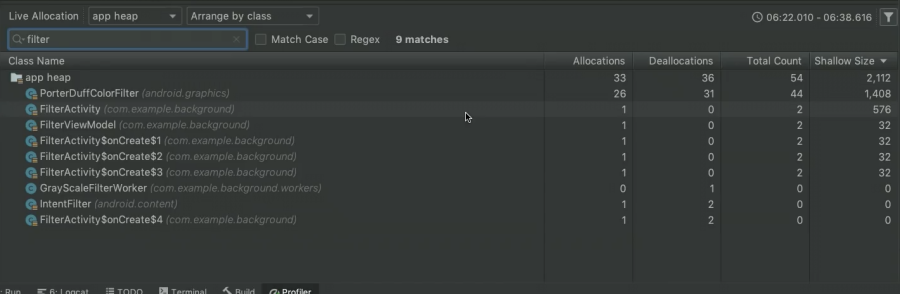 Live Allocation app heap Arrange by class 06:22.010 - 06:38.616
filter Match Case Regex 9 matches
Class Name Allocations Deallocations Total Count Shallow Size
app heap 33 36 54 2,112
PorterDuffColorFilter (android.graphics) 26 31 44 1,408
FilterActivity (com.example.background) 1 0 2 576
FilterViewModel (com.example.background) 1 0 2 32
FilterActivity$onCreate$1 (com.example.background) 1 0 2 32
FilterActivity$onCreate$2 (com.example.background) 1 0 2 32
FilterActivity$onCreate$3 (com.example.background) 1 0 2 32
GrayScaleFilterWorker (com.example.background.workers) 0 1 0 0
IntentFilter (android.content) 1 2 0 0
FilterActivity$onCreate$4 (com.example.background) 1 2 0 0
Run 6: Logcat TODO Terminal Build Profiler